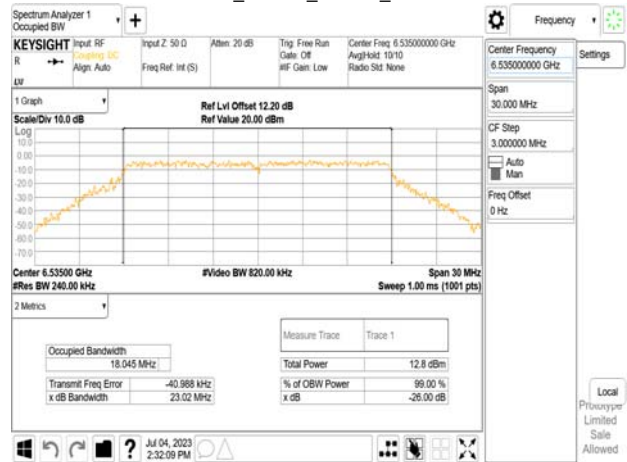 Spectrum Analyzer 1
Occupied BW
+
Frequency
KEYSIGHT
R
Input: RF
Coupling: DC
Align: Auto
Input Z: 50 Ω
Freq Ref: Int (S)
Atten: 20 dB
Trig: Free Run
Gate: Off
#IF Gain: Low
Center Freq: 6.535000000 GHz
Avg|Hold: 10/10
Radio Std: None
Center Frequency
6.535000000 GHz
Settings
Span
30.000 MHz
CF Step
3.000000 MHz
Auto
Man
Freq Offset
0 Hz
1 Graph
Scale/Div 10.0 dB
Ref Lvl Offset 12.20 dB
Ref Value 20.00 dBm
Log
10.0
0.00
-10.0
-20.0
-30.0
-40.0
-50.0
-60.0
-70.0
Center 6.53500 GHz
#Res BW 240.00 kHz
#Video BW 820.00 kHz
Span 30 MHz
Sweep 1.00 ms (1001 pts)
2 Metrics
Measure Trace Trace 1
Occupied Bandwidth
18.045 MHz
Total Power 12.8 dBm
Transmit Freq Error -40.988 kHz
% of OBW Power 99.00 %
x dB Bandwidth 23.02 MHz
x dB -26.00 dB
Local
Prototype
Limited
Sale
Allowed
?
Jul 04, 2023
2:32:09 PM